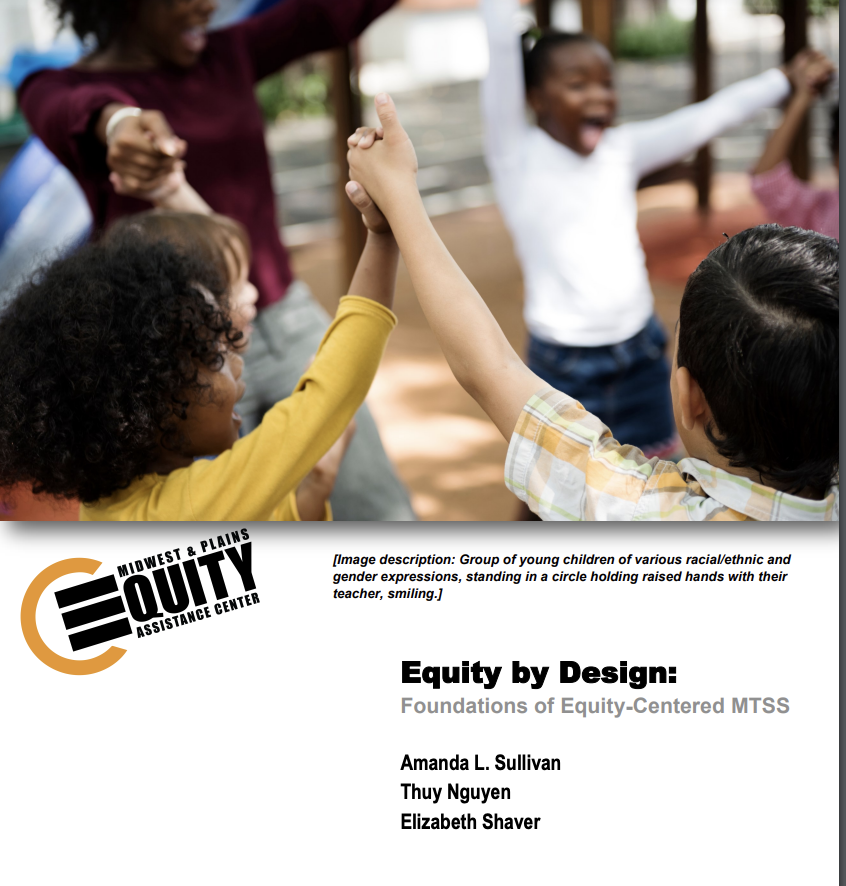 MIDWEST & PLAINS
EQUITY
ASSISTANCE CENTER
[Image description: Group of young children of various racial/ethnic and
gender expressions, standing in a circle holding raised hands with their
teacher, smiling.]
Equity by Design:
Foundations of Equity-Centered MTSS
Amanda L. Sullivan
Thuy Nguyen
Elizabeth Shaver